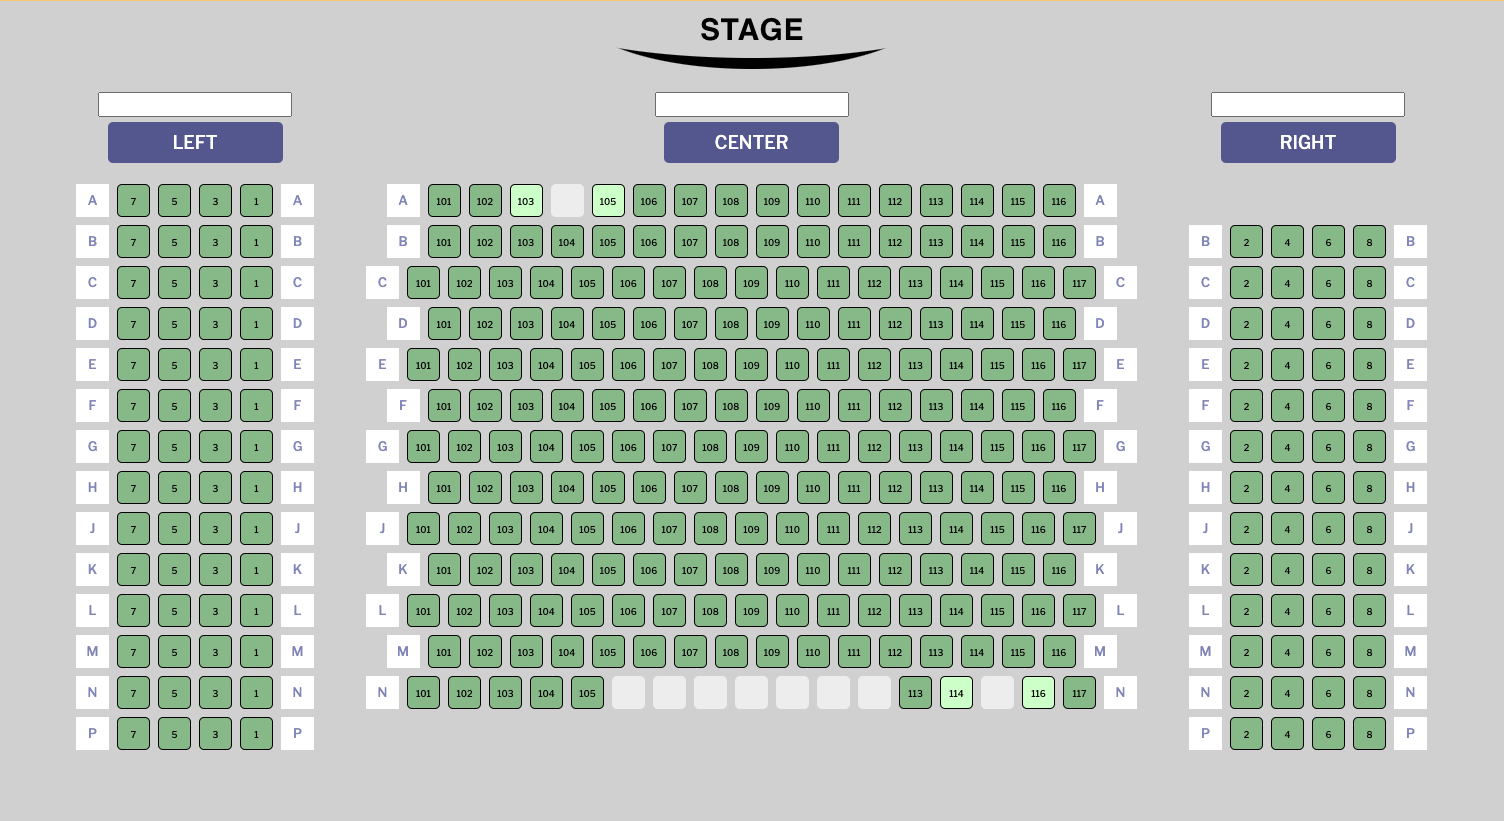 STAGE
LEFT CENTER RIGHT
A 7 5 3 1 A A 101 102 103 105 106 107 108 109 110 111 112 113 114 115 116 A
B 7 5 3 1 B B 101 102 103 104 105 106 107 108 109 110 111 112 113 114 115 116 B B 2 4 6 8 B
C 7 5 3 1 C C 101 102 103 104 105 106 107 108 109 110 111 112 113 114 115 116 117 C C 2 4 6 8 C
D 7 5 3 1 D D 101 102 103 104 105 106 107 108 109 110 111 112 113 114 115 116 D D 2 4 6 8 D
E 7 5 3 1 E E 101 102 103 104 105 106 107 108 109 110 111 112 113 114 115 116 117 E E 2 4 6 8 E
F 7 5 3 1 F F 101 102 103 104 105 106 107 108 109 110 111 112 113 114 115 116 F F 2 4 6 8 F
G 7 5 3 1 G G 101 102 103 104 105 106 107 108 109 110 111 112 113 114 115 116 117 G G 2 4 6 8 G
H 7 5 3 1 H H 101 102 103 104 105 106 107 108 109 110 111 112 113 114 115 116 H H 2 4 6 8 H
J 7 5 3 1 J J 101 102 103 104 105 106 107 108 109 110 111 112 113 114 115 116 117 J J 2 4 6 8 J
K 7 5 3 1 K K 101 102 103 104 105 106 107 108 109 110 111 112 113 114 115 116 K K 2 4 6 8 K
L 7 5 3 1 L L 101 102 103 104 105 106 107 108 109 110 111 112 113 114 115 116 117 L L 2 4 6 8 L
M 7 5 3 1 M M 101 102 103 104 105 106 107 108 109 110 111 112 113 114 115 116 M M 2 4 6 8 M
N 7 5 3 1 N N 101 102 103 104 105 113 114 116 117 N N 2 4 6 8 N
P 7 5 3 1 P P 2 4 6 8 P